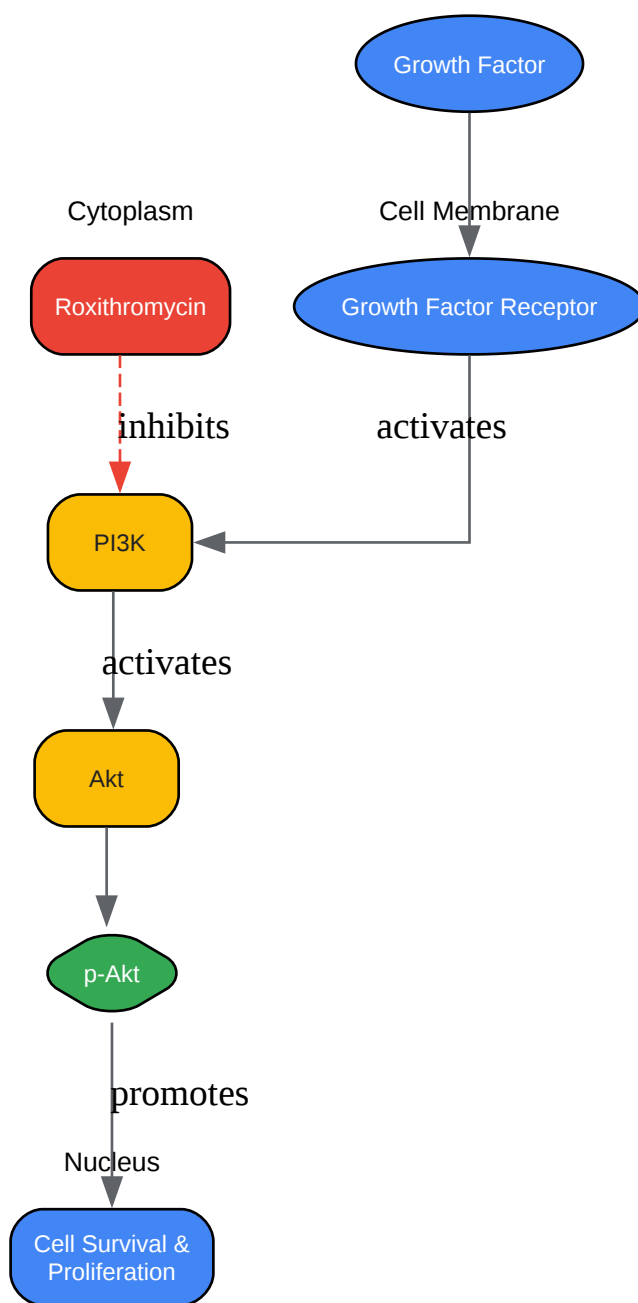 Growth Factor
Cytoplasm
Cell Membrane
Roxithromycin
Growth Factor Receptor
inhibits
activates
PI3K
activates
Akt
p-Akt
promotes
Nucleus
Cell Survival &
Proliferation